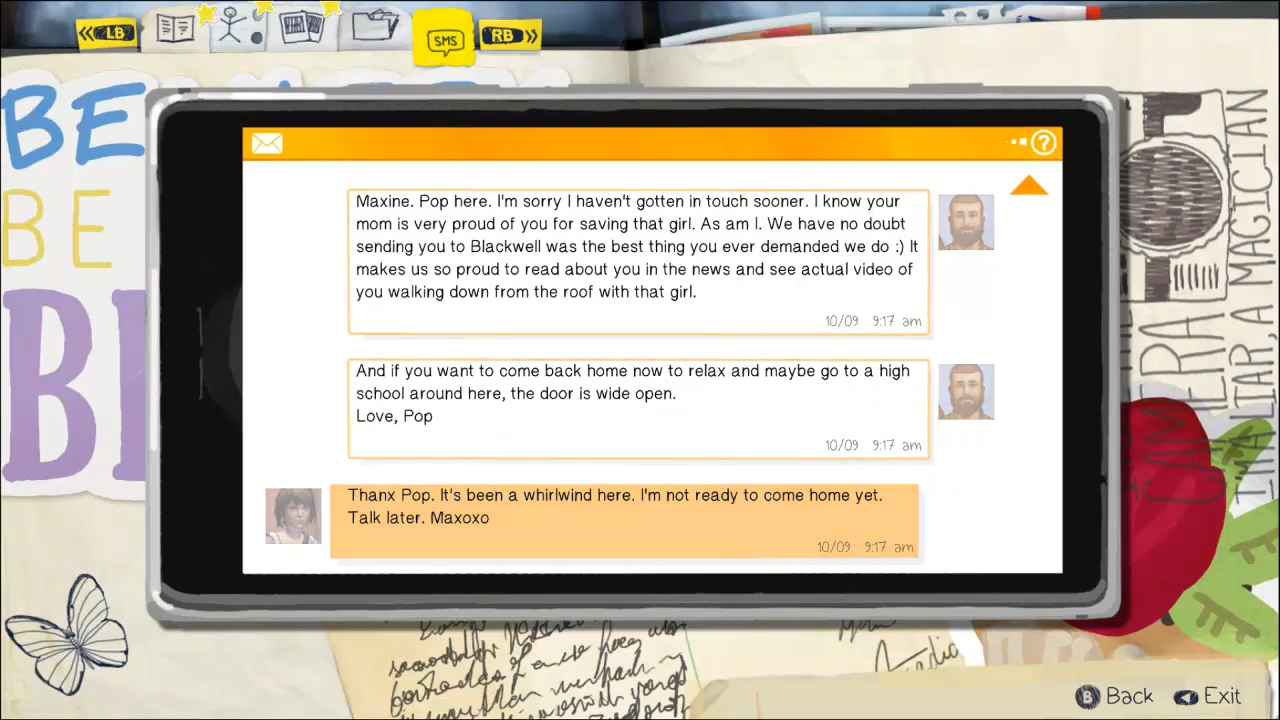 LB
SMS
RB
Maxine. Pop here. I'm sorry I haven't gotten in touch sooner. I know your
mom is very proud of you for saving that girl. As am I. We have no doubt
sending you to Blackwell was the best thing you ever demanded we do :) It
makes us so proud to read about you in the news and see actual video of
you walking down from the roof with that girl.
10/09 9:17 am
And if you want to come back home now to relax and maybe go to a high
school around here, the door is wide open.
Love, Pop
10/09 9:17 am
Thanx Pop. It's been a whirlwind here. I'm not ready to come home yet.
Talk later. Maxoxo
10/09 9:17 am
BE
BE
CAMERA
MAGICIAN
B Back
Exit